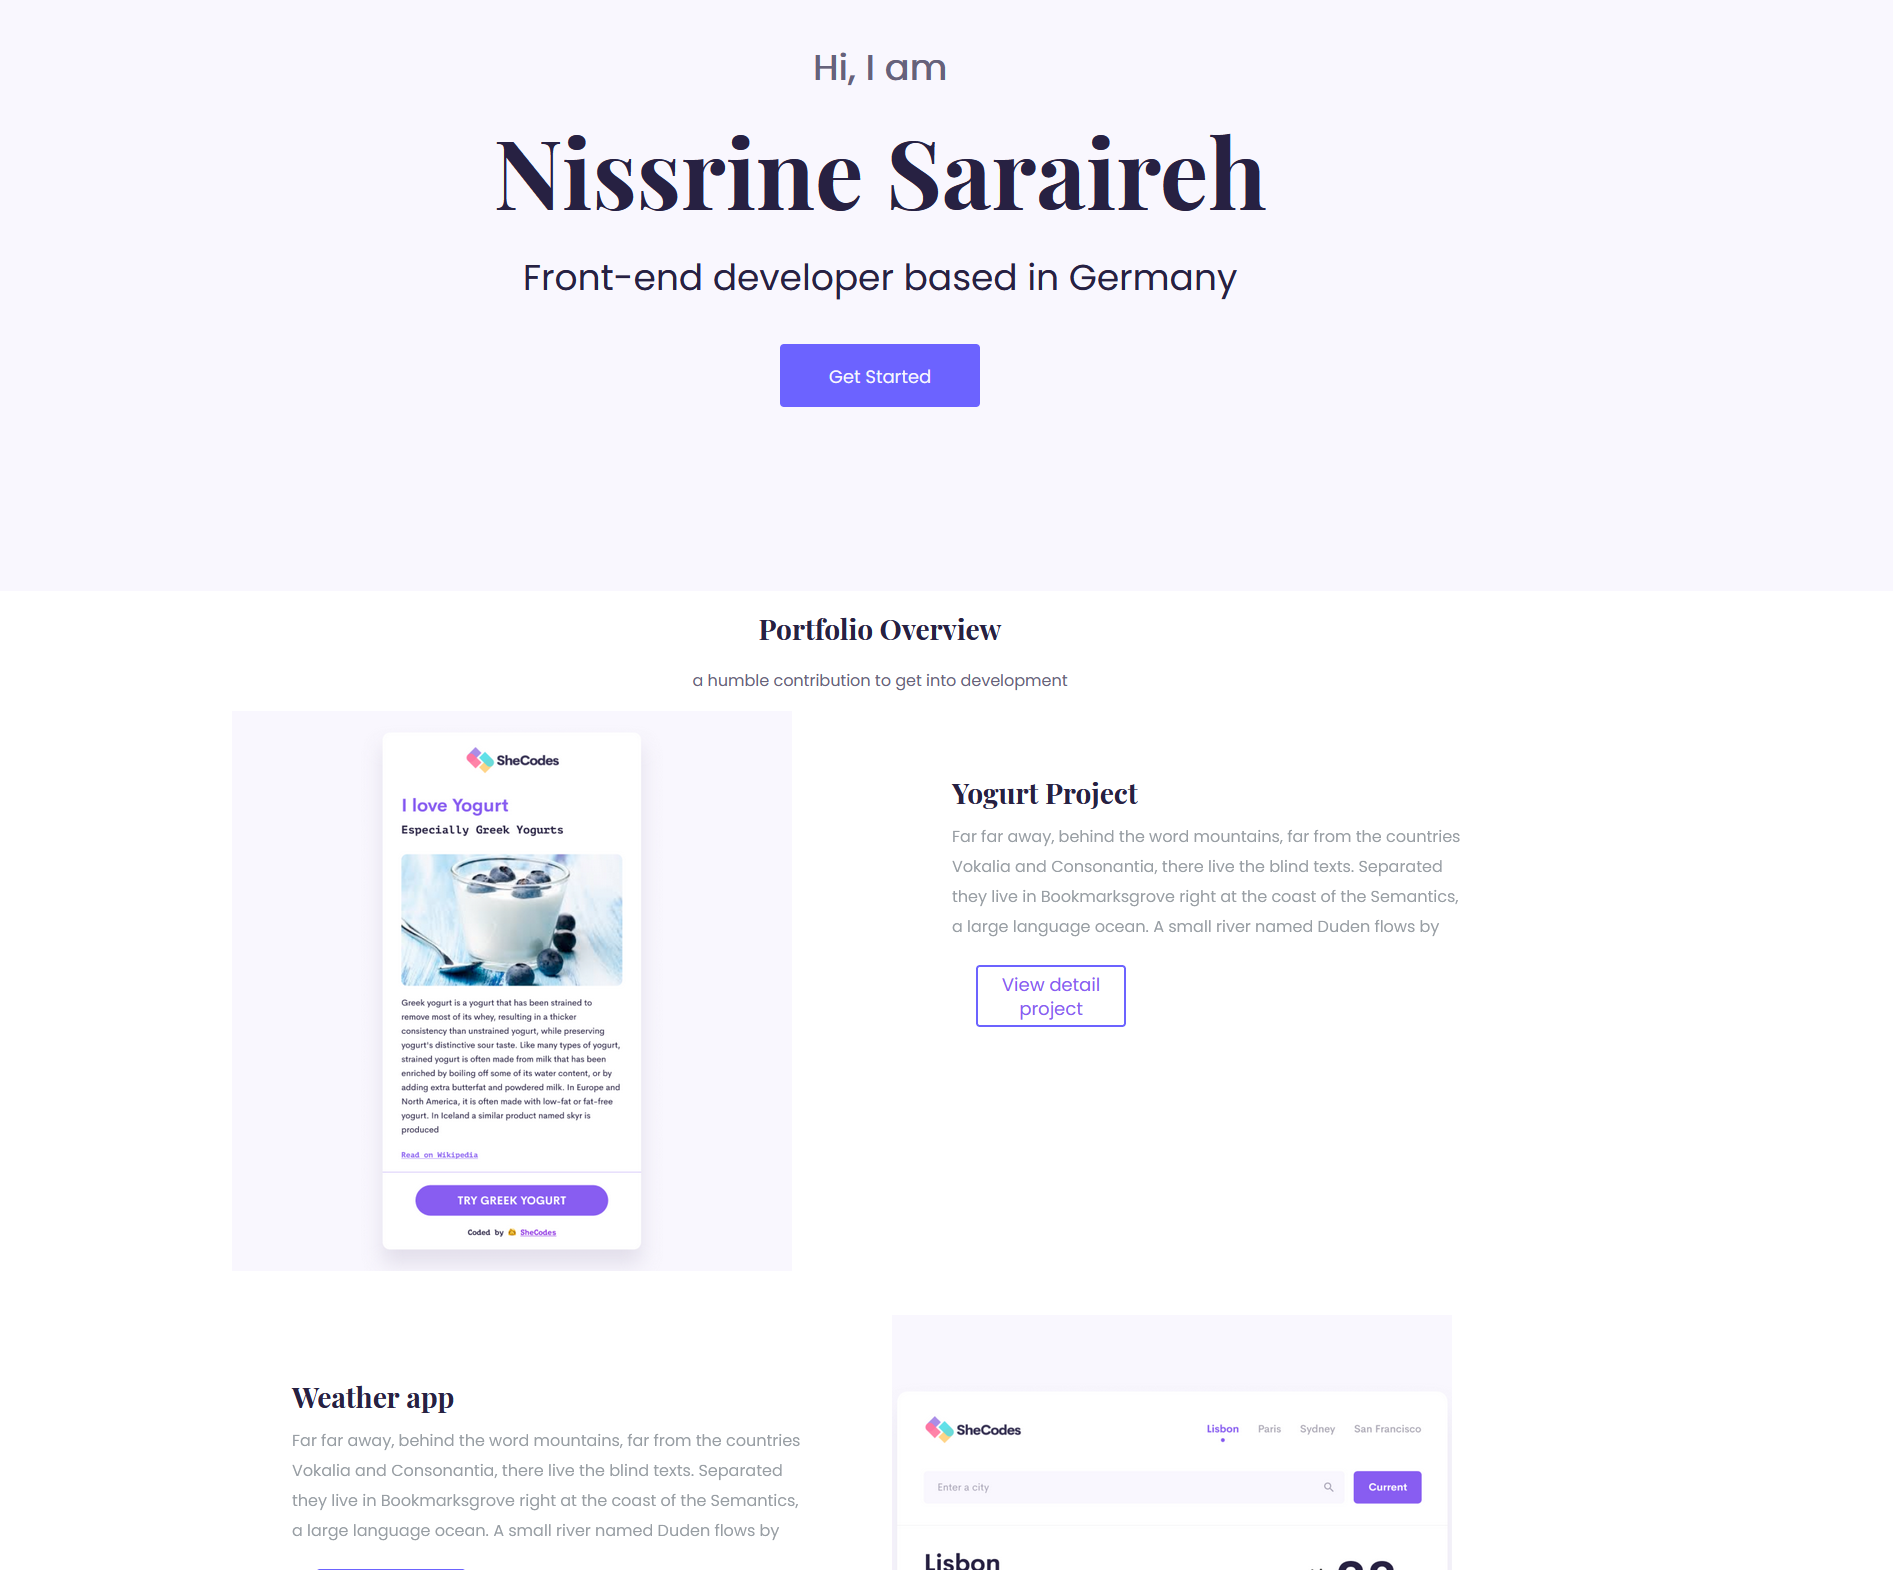 Hi, I am
Nissrine Saraireh
Front-end developer based in Germany
Get Started
Portfolio Overview
a humble contribution to get into development
SheCodes
I love Yogurt
Especially Greek Yogurts
Greek yogurt is a yogurt that has been strained to
remove most of its whey, resulting in a thicker
consistency than unstrained yogurt, while preserving
yogurt's distinctive sour taste. Like many types of yogurt,
strained yogurt is often made from milk that has been
enriched by boiling off some of its water content, or by
adding extra butterfat and powdered milk. In Europe and
North America, it is often made with low-fat or fat-free
yogurt. In Iceland a similar product named skyr is
produced
Read on Wikipedia
TRY GREEK YOGURT
Coded by 🙈 SheCodes
Yogurt Project
Far far away, behind the word mountains, far from the countries
Vokalia and Consonantia, there live the blind texts. Separated
they live in Bookmarksgrove right at the coast of the Semantics,
a large language ocean. A small river named Duden flows by
View detail
project
Weather app
Far far away, behind the word mountains, far from the countries
Vokalia and Consonantia, there live the blind texts. Separated
they live in Bookmarksgrove right at the coast of the Semantics,
a large language ocean. A small river named Duden flows by
SheCodes
Lisbon Paris Sydney San Francisco
Enter a city
Current
Lisbon